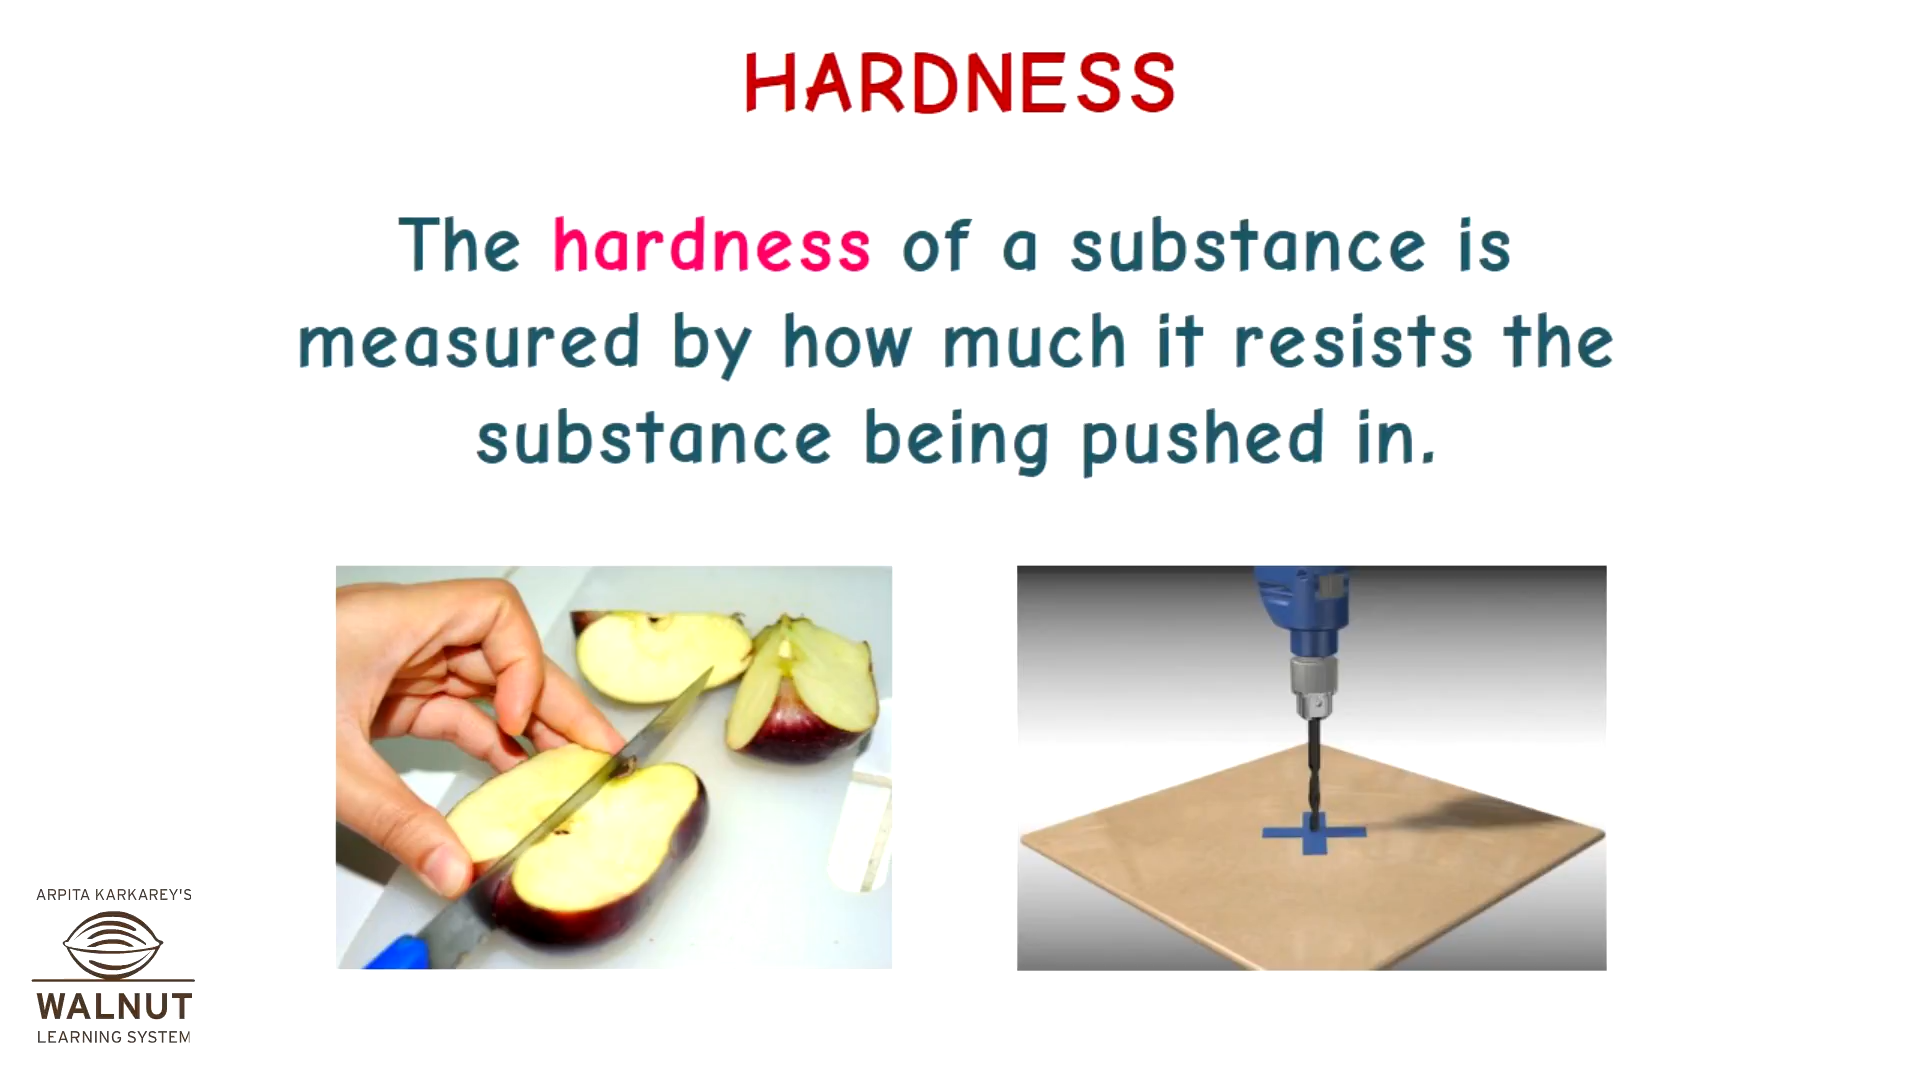 HARDNESS
The hardness of a substance is
measured by how much it resists the
substance being pushed in.
ARPITA KARKAREY'S
WALNUT
LEARNING SYSTEM